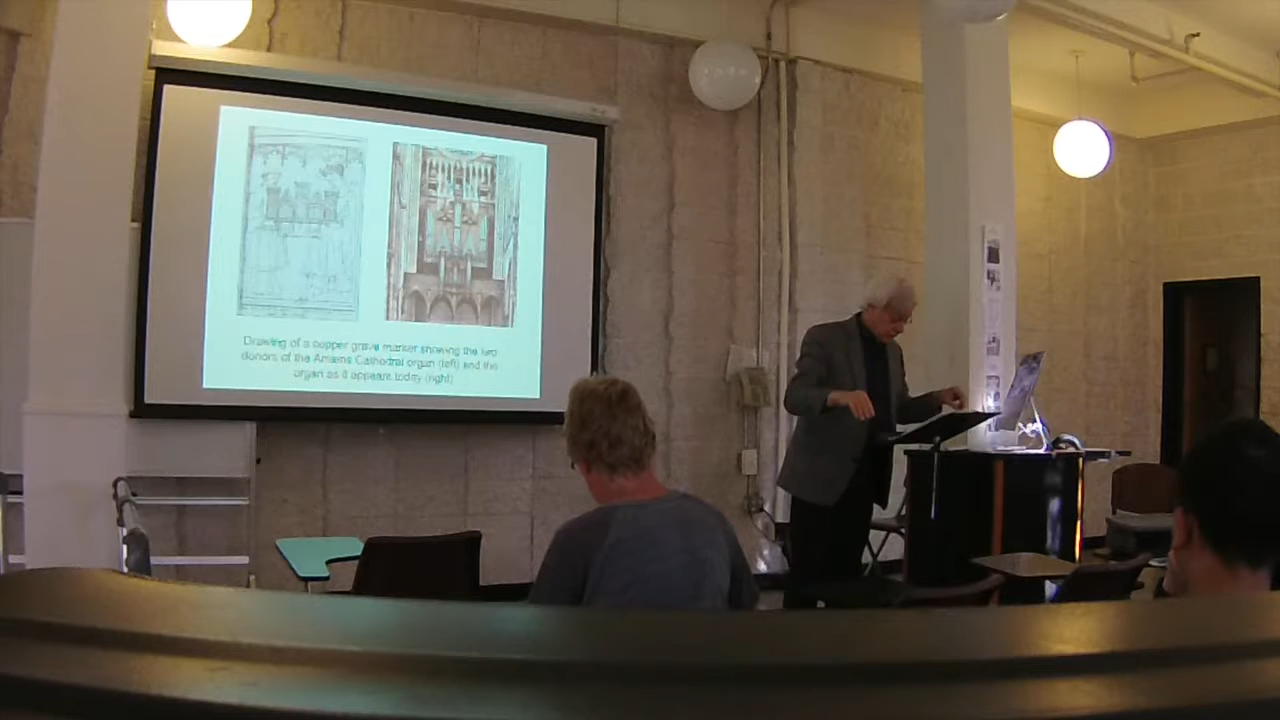 Drawing of a copper grave marker showing the two
donors of the Amiens Cathedral organ (left) and the
organ as it appears today (right)